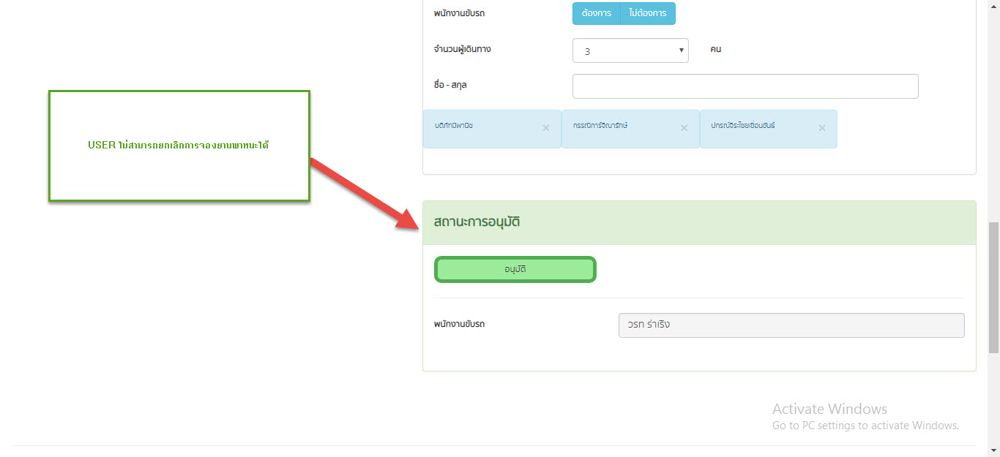 พนักงานขับรถ
ต้องการ ไม่ต้องการ
จำนวนผู้เดินทาง
3
คน
ชื่อ - สกุล
บดีภัทมิพานิช ×
กรรณิการ์จินารักษ์ ×
ปกรณ์จิระไชยเขื่อนขันธ์ ×
USER ไม่สามารถยกเลิกการจองยานพาหนะได้
สถานะการอนุมัติ
อนุมัติ
พนักงานขับรถ
วรท ร่าเริง
Activate Windows
Go to PC settings to activate Windows.